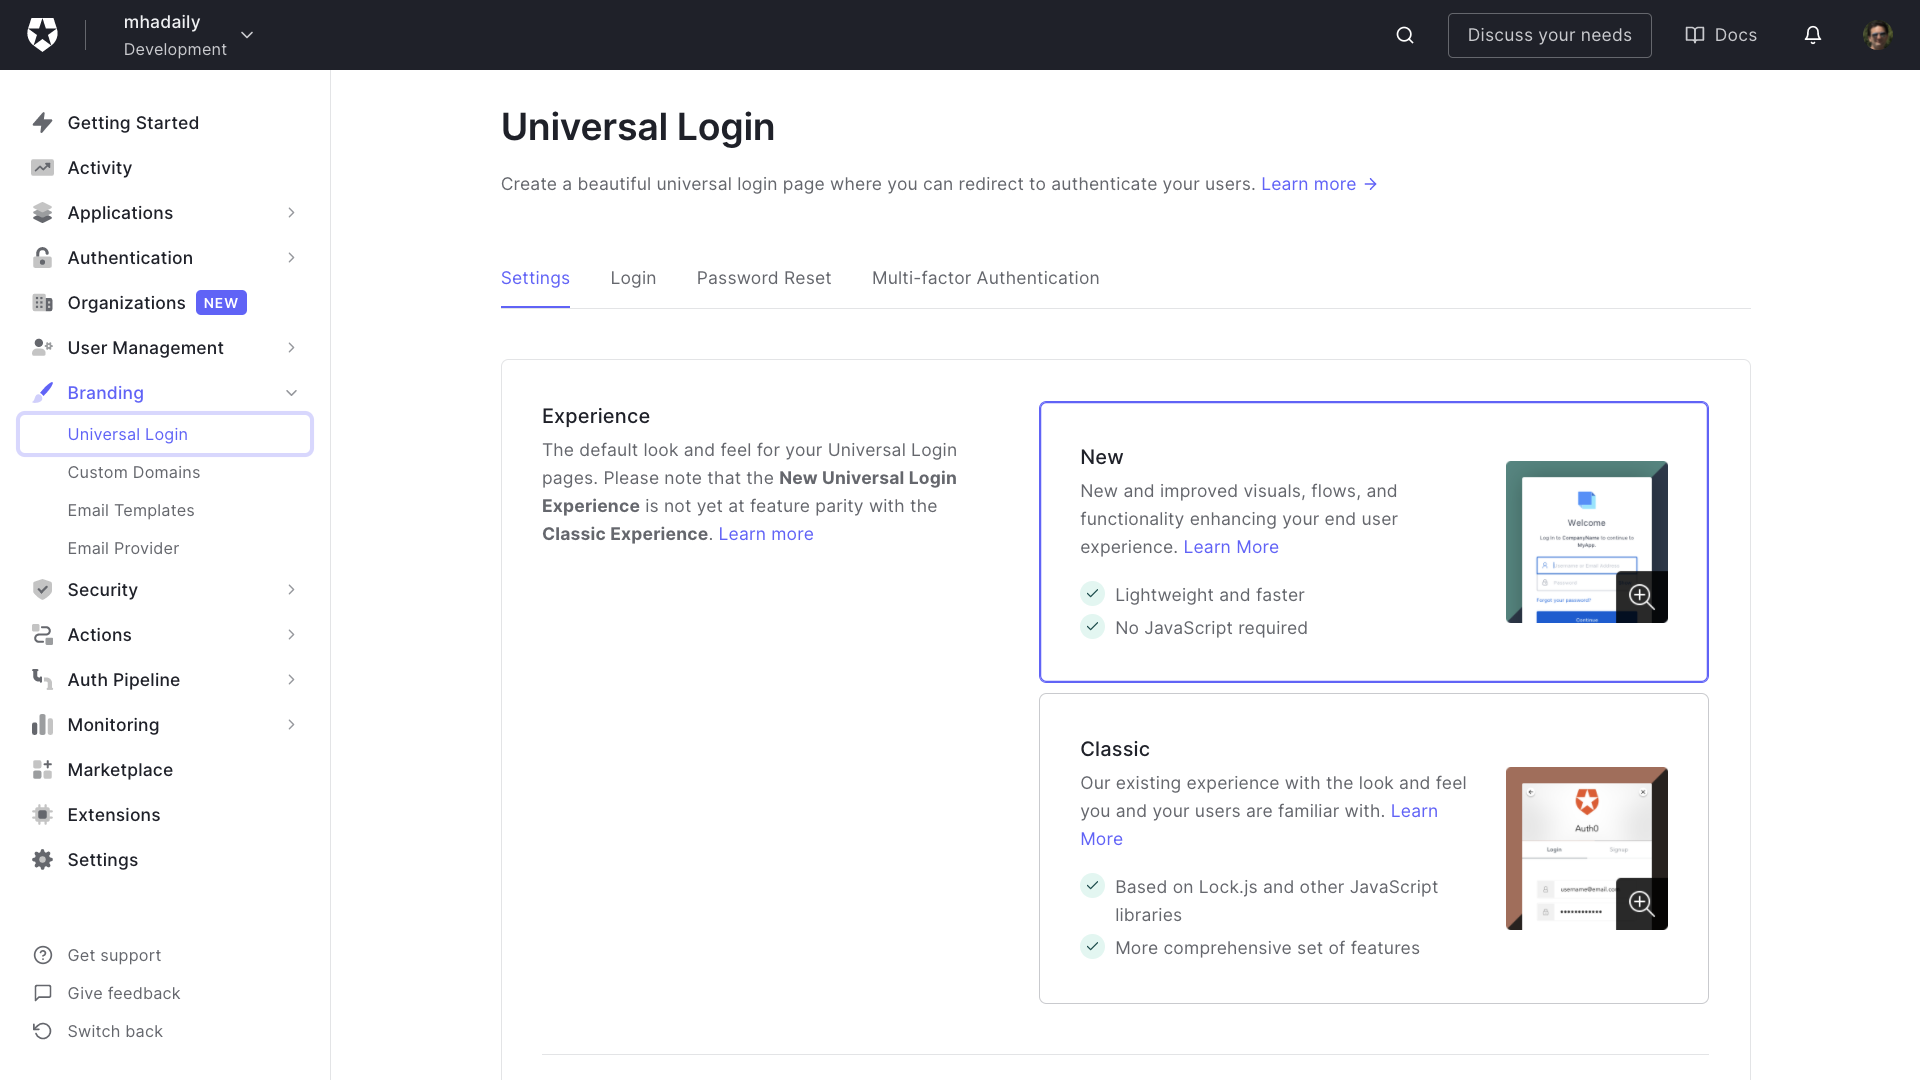 mhadaily
Development
Discuss your needs
Docs
Getting Started
Activity
Applications
Authentication
Organizations NEW
User Management
Branding
Universal Login
Custom Domains
Email Templates
Email Provider
Security
Actions
Auth Pipeline
Monitoring
Marketplace
Extensions
Settings
Get support
Give feedback
Switch back
Universal Login
Create a beautiful universal login page where you can redirect to authenticate your users. Learn more →
Settings
Login
Password Reset
Multi-factor Authentication
Experience
The default look and feel for your Universal Login
pages. Please note that the New Universal Login
Experience is not yet at feature parity with the
Classic Experience. Learn more
New
New and improved visuals, flows, and
functionality enhancing your end user
experience. Learn More
Lightweight and faster
No JavaScript required
Welcome
Log in to CompanyName to continue to
MyApp.
Username or Email Address
Password
Forgot your password?
Continue
Classic
Our existing experience with the look and feel
you and your users are familiar with. Learn
More
Based on Lock.js and other JavaScript
libraries
More comprehensive set of features
Auth0
Login
Signup
username@email.co